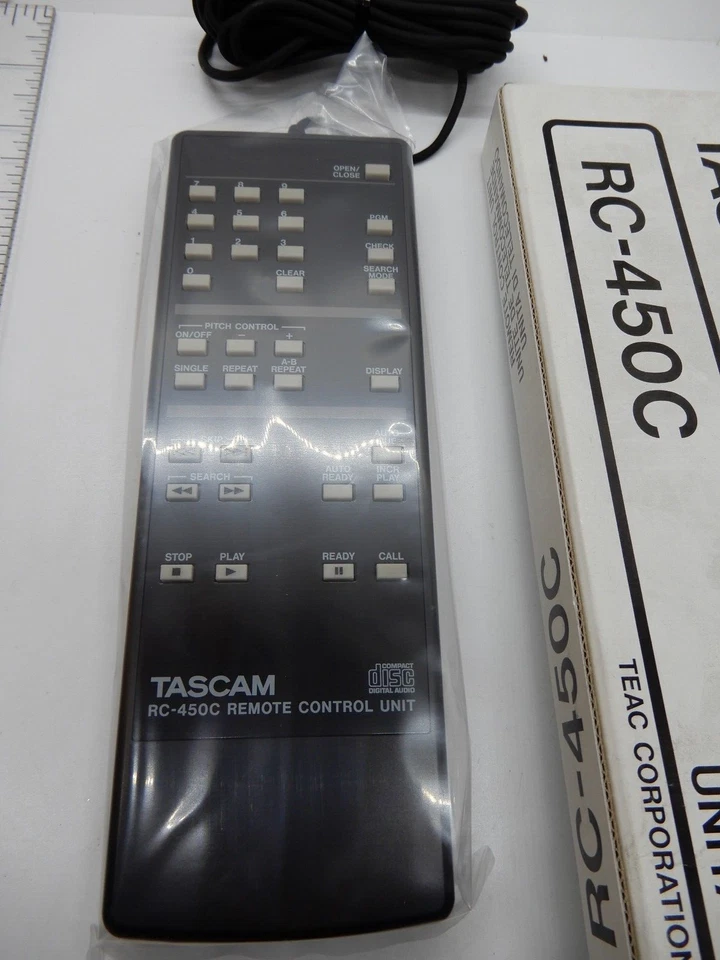 OPEN/
CLOSE
7 8 9
4 5 6 PGM
1 2 3 CHECK
0 CLEAR SEARCH
MODE
PITCH CONTROL
ON/OFF − +
SINGLE REPEAT A-B
REPEAT DISPLAY
SEARCH AUTO
READY INCR
PLAY
STOP PLAY READY CALL
TASCAM COMPACT
disc
DIGITAL AUDIO
RC-450C REMOTE CONTROL UNIT
RC-450C
RC-450C
TEAC CORPORATION